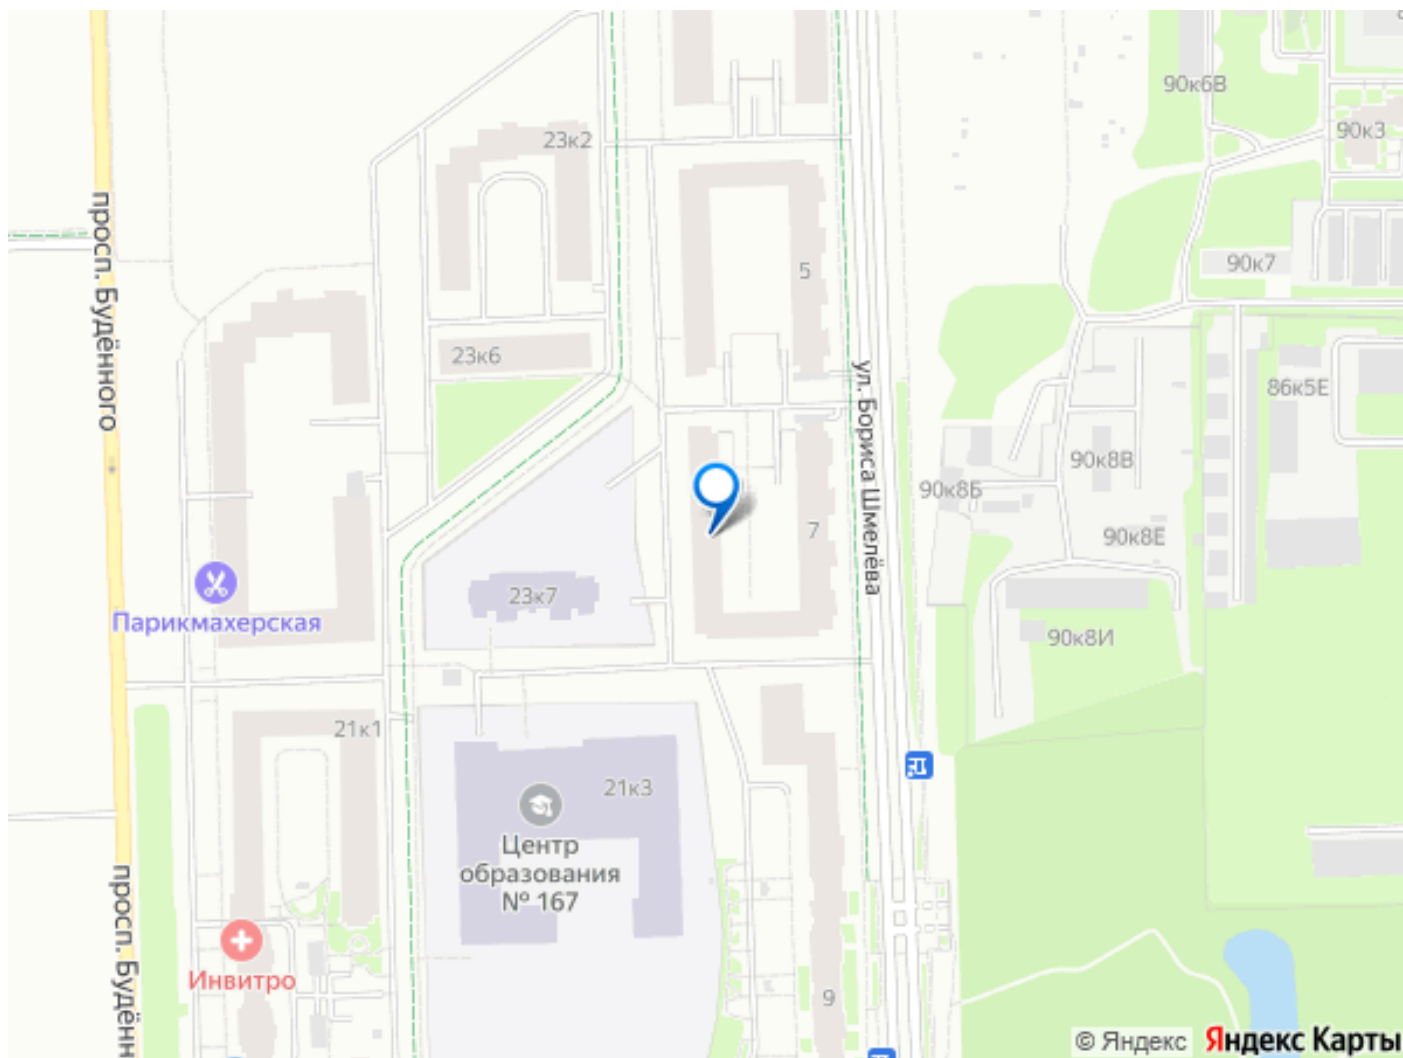 90к6В
90к3
23к2
просп. Будённого
5
90к7
23к6
ул. Бориса Шмелёва
86к5Е
90к8В
90к8Б
7
90к8Е
23к7
Парикмахерская
90к8И
21к1
21к3
Центр
образования
№ 167
просп. Будённ
Инвитро
9
© Яндекс
Яндекс Карты